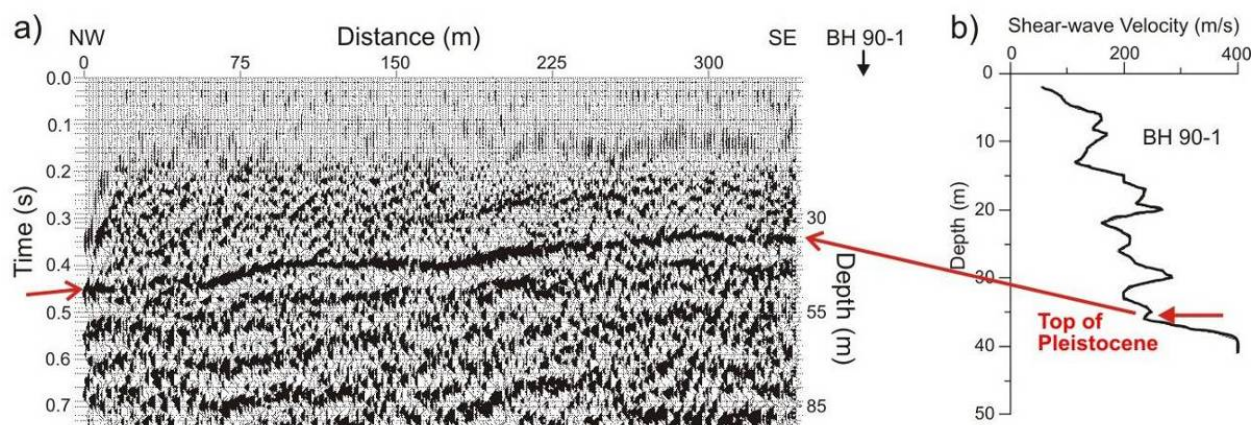 a)
NW
Distance (m)
SE
BH 90-1
0
75
150
225
300
Time (s)
0.0
0.1
0.2
0.3
0.4
0.5
0.6
0.7
30
55
85
Depth (m)
b)
Shear-wave Velocity (m/s)
0
200
400
BH 90-1
Depth (m)
0
10
20
30
40
50
Top of
Pleistocene